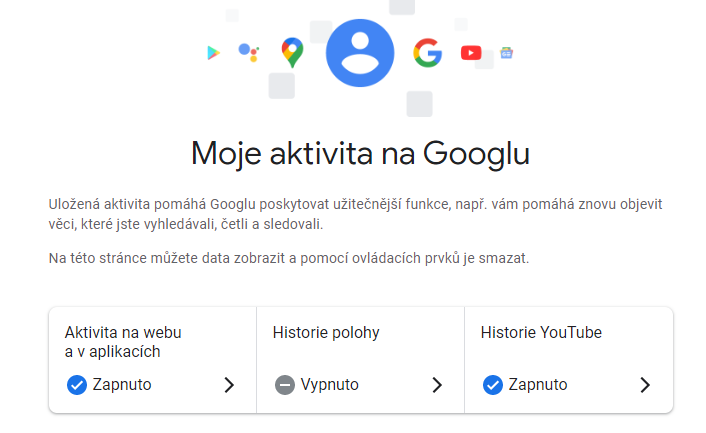 Moje aktivita na Googlu
Uložená aktivita pomáhá Googlu poskytovat užitečnější funkce, např. vám pomáhá znovu objevit
věci, které jste vyhledávali, četli a sledovali.
Na této stránce můžete data zobrazit a pomocí ovládacích prvků je smazat.
Aktivita na webu
a v aplikacích
Zapnuto
Historie polohy
Vypnuto
Historie YouTube
Zapnuto